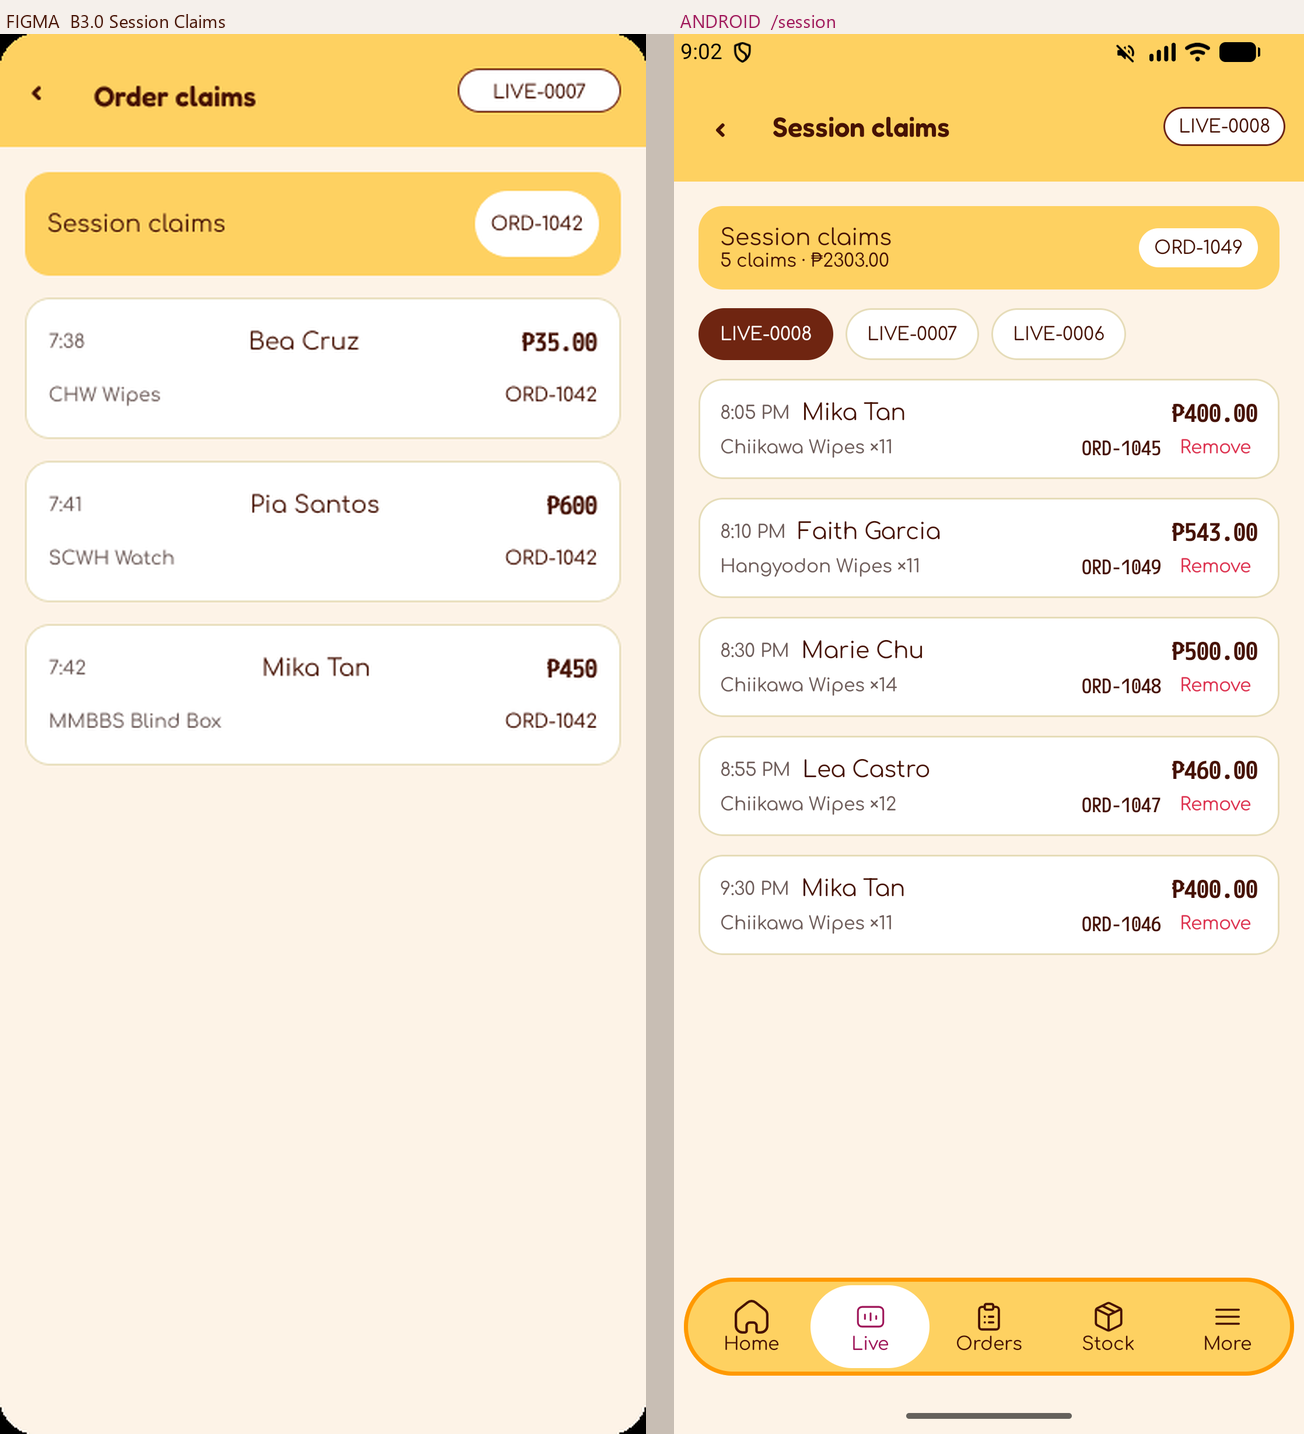 FIGMA B3.0 Session Claims
Order claims
LIVE-0007
Session claims
ORD-1042
7:38 Bea Cruz ₱35.00
CHW Wipes ORD-1042
7:41 Pia Santos ₱600
SCWH Watch ORD-1042
7:42 Mika Tan ₱450
MMBBS Blind Box ORD-1042
ANDROID /session
9:02
Session claims
LIVE-0008
Session claims
5 claims · ₱2303.00
ORD-1049
LIVE-0008 LIVE-0007 LIVE-0006
8:05 PM Mika Tan ₱400.00
Chiikawa Wipes ×11 ORD-1045 Remove
8:10 PM Faith Garcia ₱543.00
Hangyodon Wipes ×11 ORD-1049 Remove
8:30 PM Marie Chu ₱500.00
Chiikawa Wipes ×14 ORD-1048 Remove
8:55 PM Lea Castro ₱460.00
Chiikawa Wipes ×12 ORD-1047 Remove
9:30 PM Mika Tan ₱400.00
Chiikawa Wipes ×11 ORD-1046 Remove
Home Live Orders Stock More